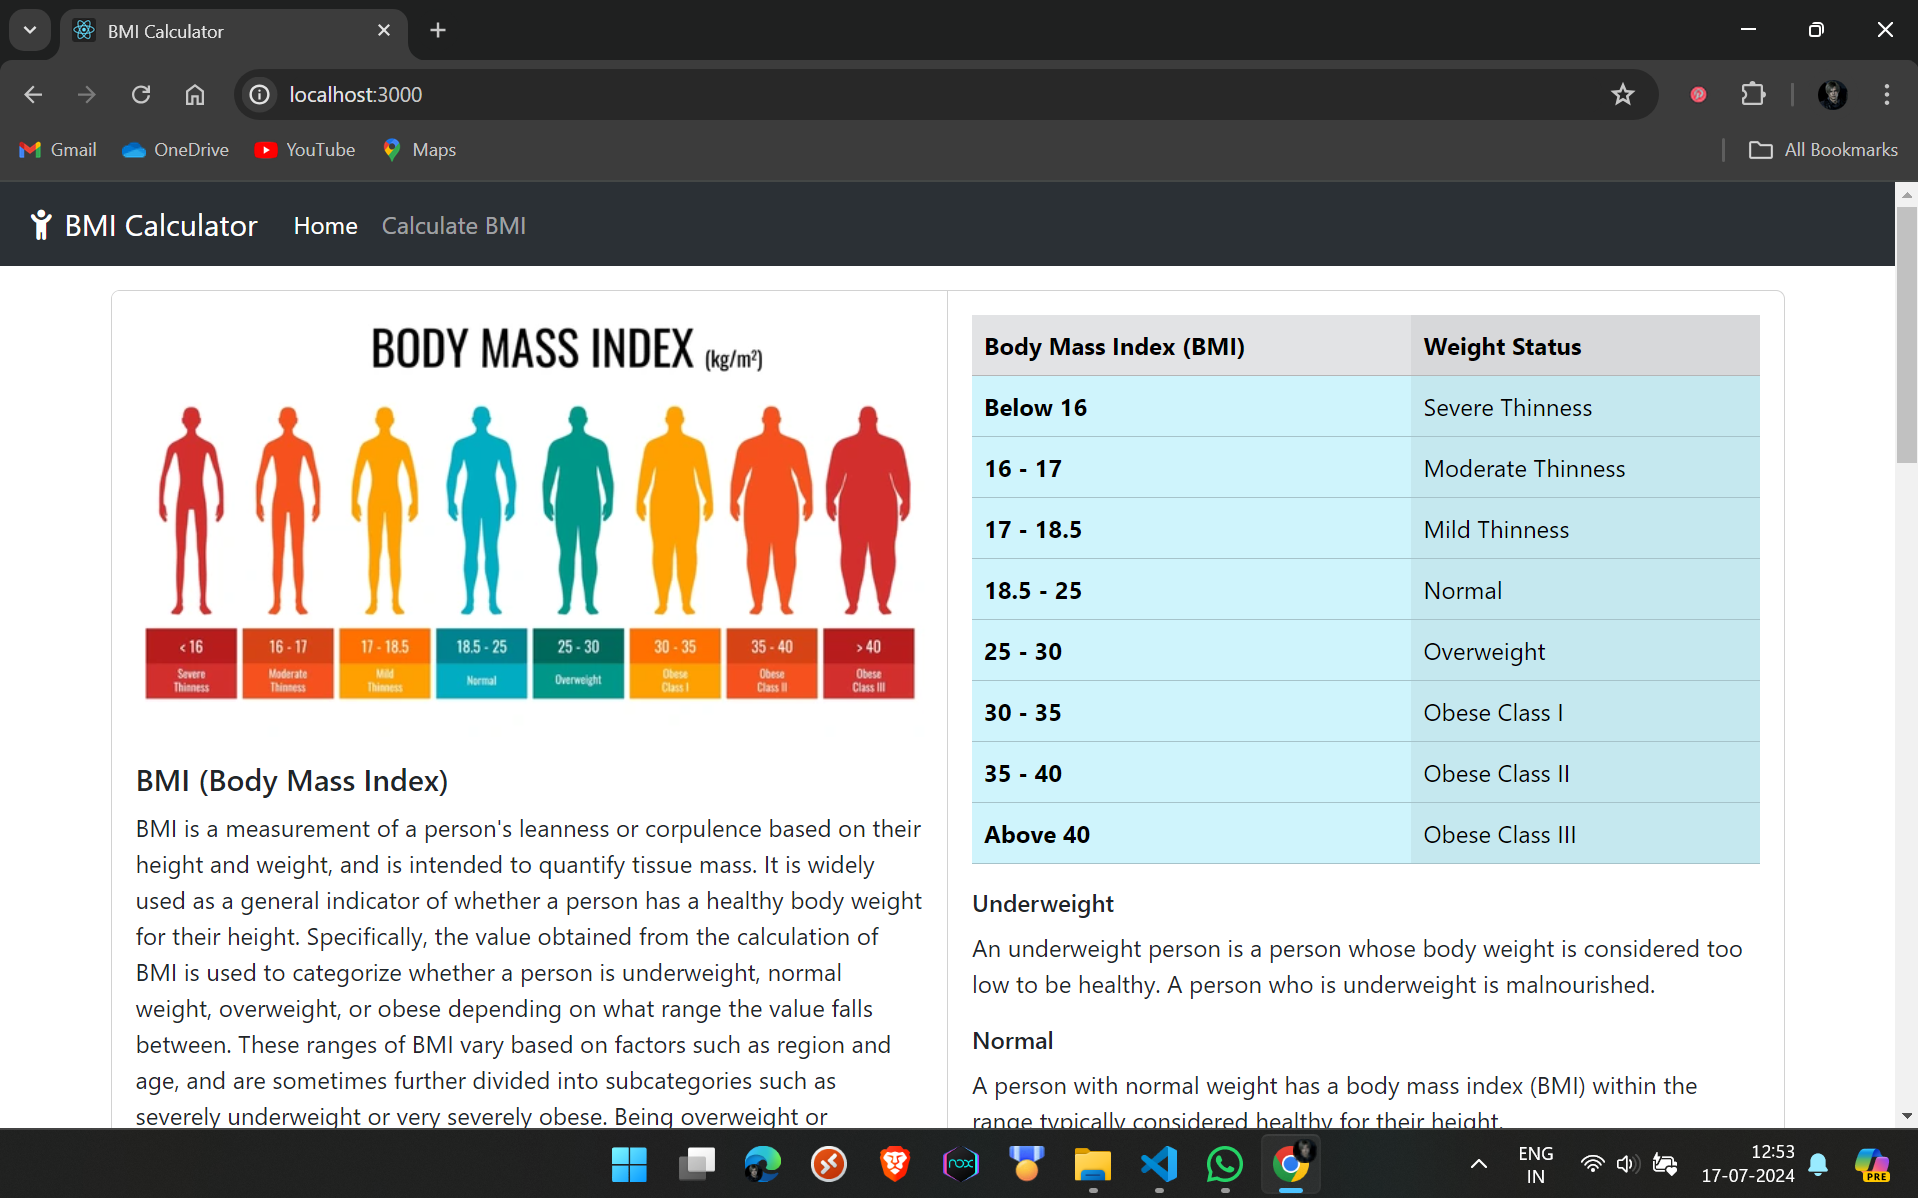 BMI Calculator
localhost:3000
Gmail
OneDrive
YouTube
Maps
All Bookmarks
BMI Calculator
Home
Calculate BMI
BODY MASS INDEX (kg/m²)
< 16
16 - 17
17 - 18.5
18.5 - 25
25 - 30
30 - 35
35 - 40
> 40
Severe
Thinness
Moderate
Thinness
Mild
Thinness
Normal
Overweight
Obese
Class I
Obese
Class II
Obese
Class III
BMI (Body Mass Index)
BMI is a measurement of a person's leanness or corpulence based on their
height and weight, and is intended to quantify tissue mass. It is widely
used as a general indicator of whether a person has a healthy body weight
for their height. Specifically, the value obtained from the calculation of
BMI is used to categorize whether a person is underweight, normal
weight, overweight, or obese depending on what range the value falls
between. These ranges of BMI vary based on factors such as region and
age, and are sometimes further divided into subcategories such as
severely underweight or very severely obese. Being overweight or
Body Mass Index (BMI) Weight Status
Below 16 Severe Thinness
16 - 17 Moderate Thinness
17 - 18.5 Mild Thinness
18.5 - 25 Normal
25 - 30 Overweight
30 - 35 Obese Class I
35 - 40 Obese Class II
Above 40 Obese Class III
Underweight
An underweight person is a person whose body weight is considered too
low to be healthy. A person who is underweight is malnourished.
Normal
A person with normal weight has a body mass index (BMI) within the
range typically considered healthy for their height.
nox
ENG
IN
12:53
17-07-2024
PRE